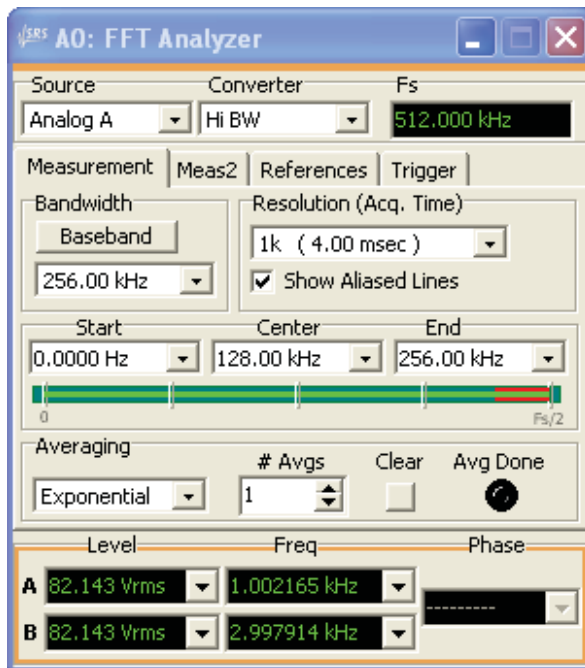 SRS A0: FFT Analyzer
Source Converter Fs
Analog A Hi BW 512.000 kHz
Measurement Meas2 References Trigger
Bandwidth Resolution (Acq. Time)
Baseband
1k ( 4.00 msec )
256.00 kHz Show Aliased Lines
Start Center End
0.0000 Hz 128.00 kHz 256.00 kHz
0 Fs/2
Averaging # Avgs Clear Avg Done
Exponential 1
Level Freq Phase
A 82.143 Vrms 1.002165 kHz
---------
B 82.143 Vrms 2.997914 kHz